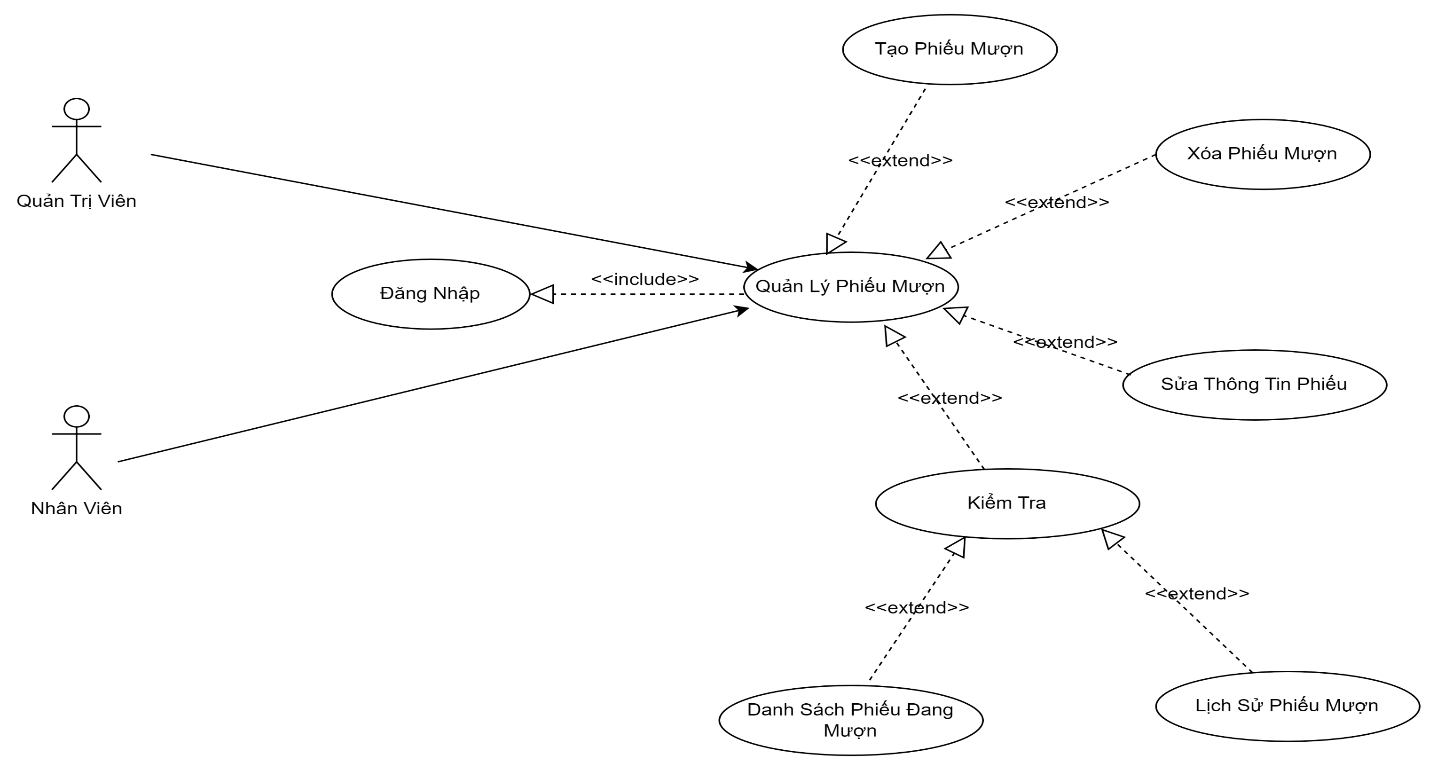 Tạo Phiếu Mượn
<<extend>>
Xóa Phiếu Mượn
<<extend>>
Quản Trị Viên
Đăng Nhập
<<include>>
Quản Lý Phiếu Mượn
<<extend>>
Sửa Thông Tin Phiếu
<<extend>>
Nhân Viên
Kiểm Tra
<<extend>>
<<extend>>
Danh Sách Phiếu Đang
Mượn
Lịch Sử Phiếu Mượn